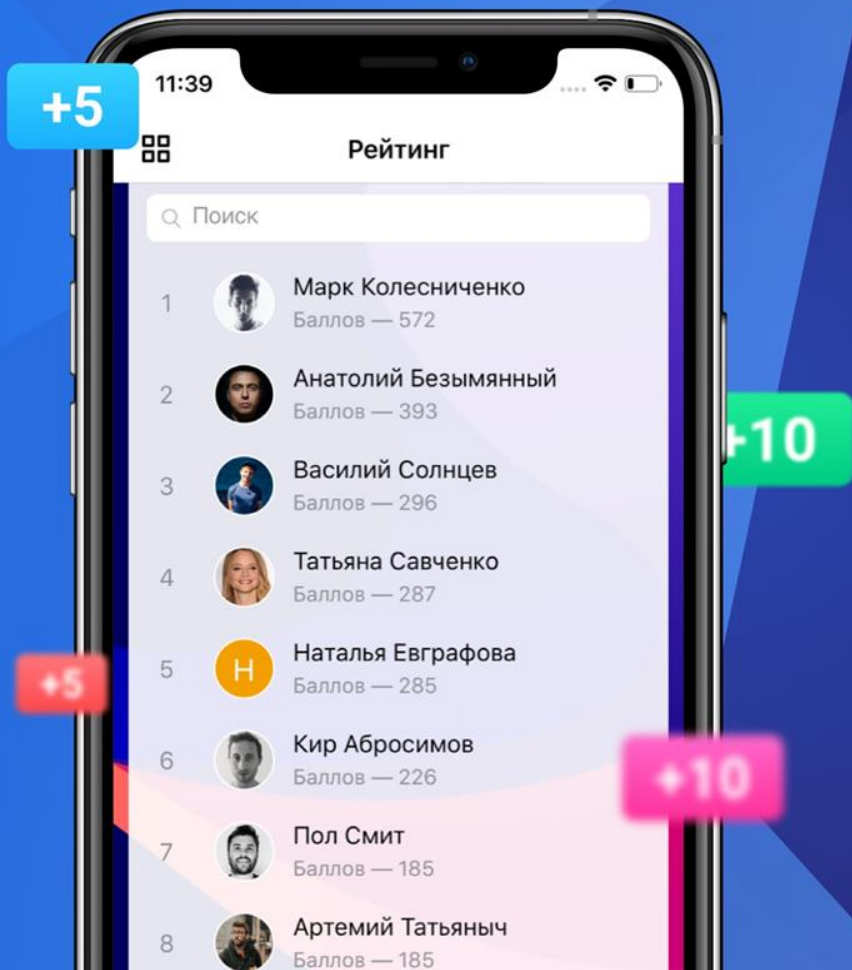 +5
11:39
Рейтинг
Поиск
1
Марк Колесниченко
Баллов — 572
2
Анатолий Безымянный
Баллов — 393
+10
3
Василий Солнцев
Баллов — 296
4
Татьяна Савченко
Баллов — 287
5
Н
Наталья Евграфова
Баллов — 285
+5
6
Кир Абросимов
Баллов — 226
+10
7
Пол Смит
Баллов — 185
8
Артемий Татьяныч
Баллов — 185